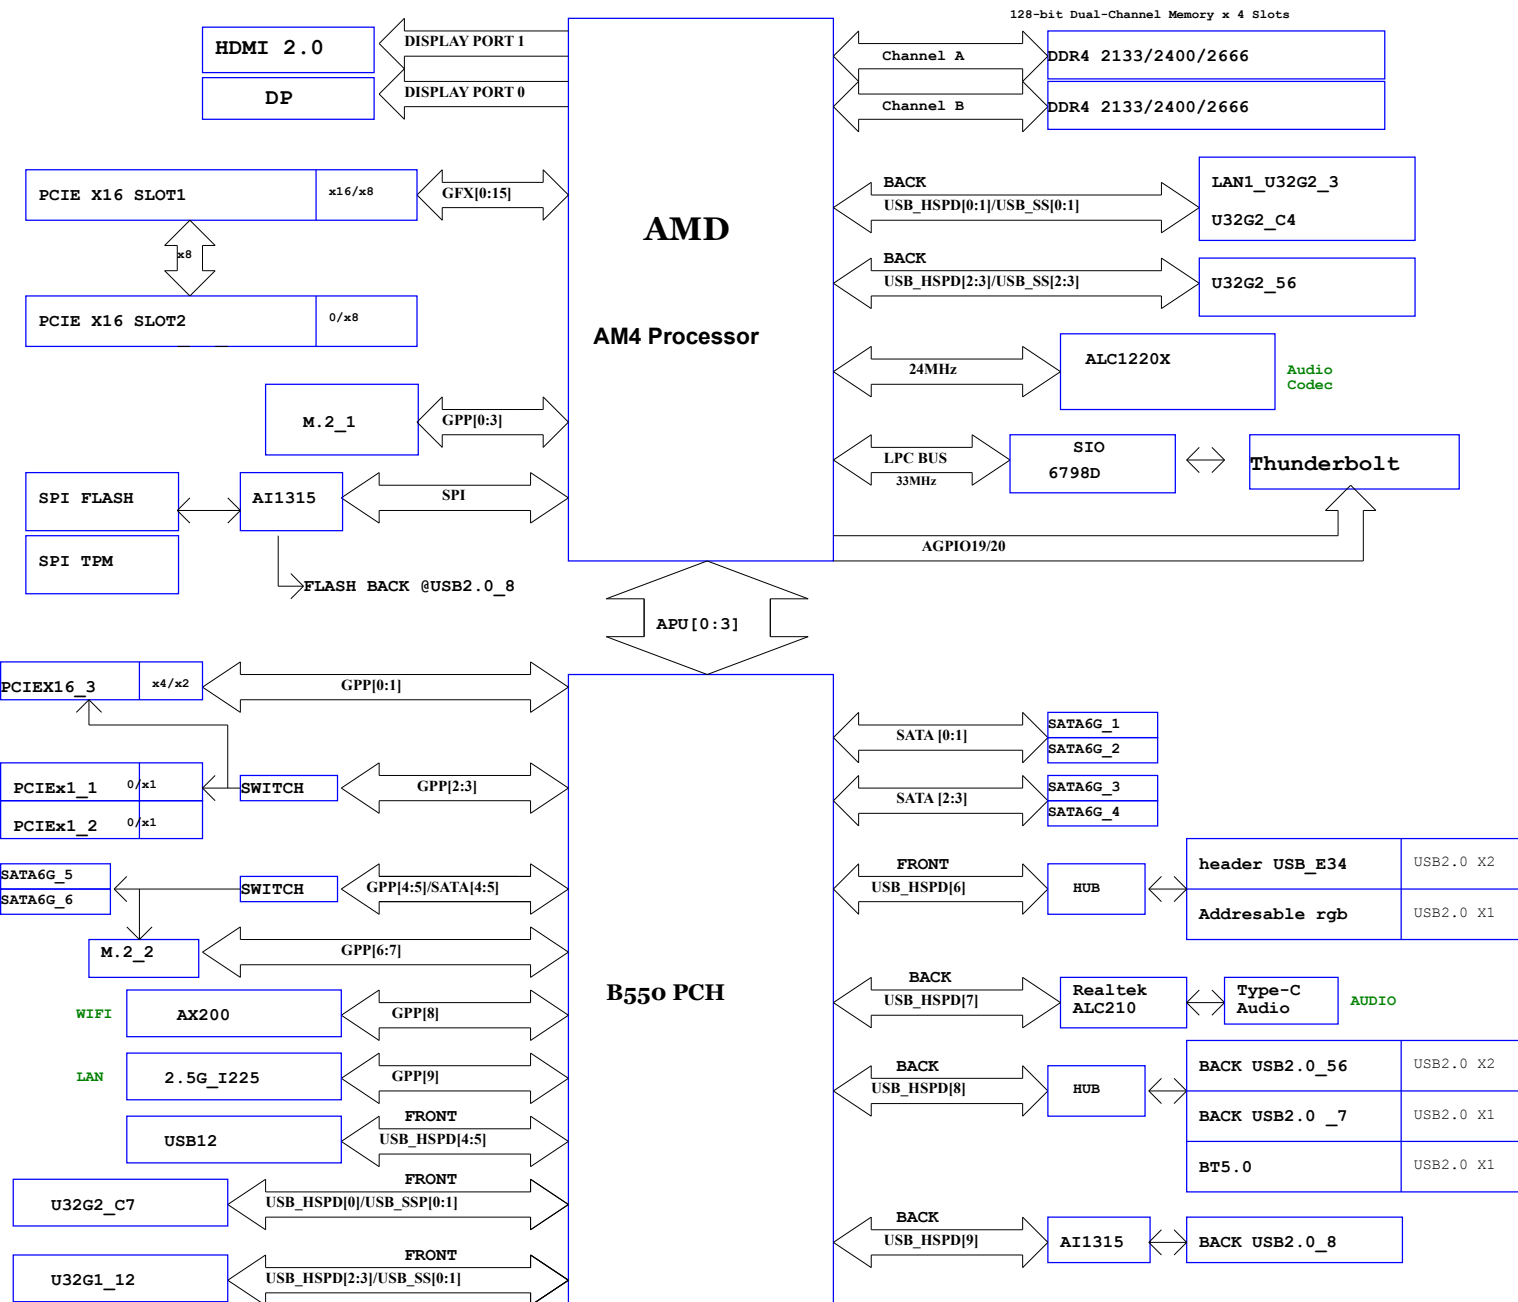 128-bit Dual-Channel Memory x 4 Slots
HDMI 2.0
DISPLAY PORT 1
DP
DISPLAY PORT 0
Channel A
DDR4 2133/2400/2666
Channel B
DDR4 2133/2400/2666
PCIE X16 SLOT1
x16/x8
GFX[0:15]
x8
PCIE X16 SLOT2
0/x8
AMD
AM4 Processor
BACK
USB_HSPD[0:1]/USB_SS[0:1]
LAN1_U32G2_3
U32G2_C4
BACK
USB_HSPD[2:3]/USB_SS[2:3]
U32G2_56
24MHz
ALC1220X
Audio
Codec
M.2_1
GPP[0:3]
LPC BUS
33MHz
SIO
6798D
Thunderbolt
SPI FLASH
AI1315
SPI
SPI TPM
AGPIO19/20
FLASH BACK @USB2.0_8
APU[0:3]
PCIEX16_3
x4/x2
GPP[0:1]
PCIEx1_1
0/x1
SWITCH
GPP[2:3]
PCIEx1_2
0/x1
SATA6G_5
SATA6G_6
SWITCH
GPP[4:5]/SATA[4:5]
M.2_2
GPP[6:7]
WIFI
AX200
GPP[8]
LAN
2.5G_I225
GPP[9]
USB12
FRONT
USB_HSPD[4:5]
U32G2_C7
FRONT
USB_HSPD[0]/USB_SSP[0:1]
U32G1_12
FRONT
USB_HSPD[2:3]/USB_SS[0:1]
B550 PCH
SATA [0:1]
SATA6G_1
SATA6G_2
SATA [2:3]
SATA6G_3
SATA6G_4
FRONT
USB_HSPD[6]
HUB
header USB_E34
USB2.0 X2
Addresable rgb
USB2.0 X1
BACK
USB_HSPD[7]
Realtek
ALC210
Type-C
Audio
AUDIO
BACK
USB_HSPD[8]
HUB
BACK USB2.0_56
USB2.0 X2
BACK USB2.0 _7
USB2.0 X1
BT5.0
USB2.0 X1
BACK
USB_HSPD[9]
AI1315
BACK USB2.0_8